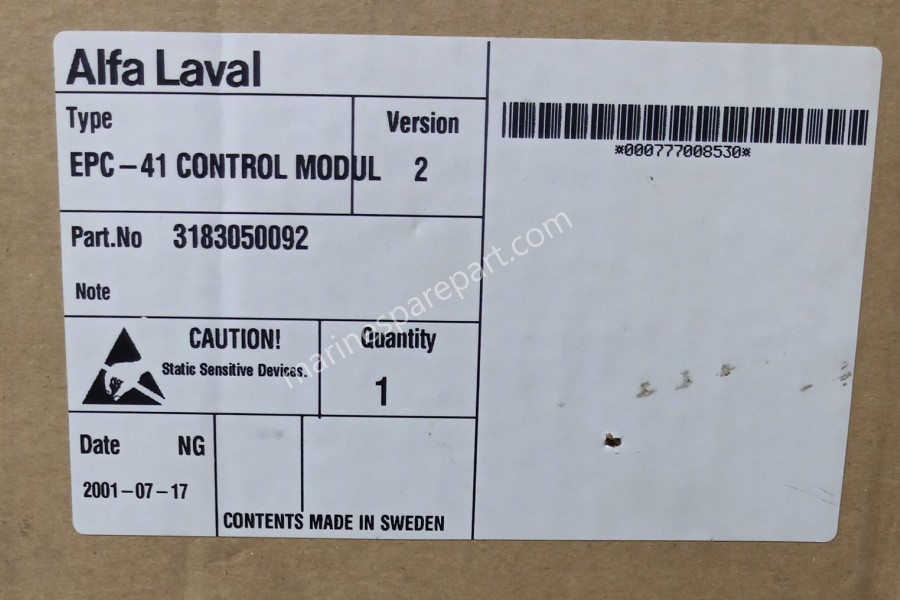 Alfa Laval
Type
EPC-41 CONTROL MODUL
Version
2
*000777008530*
Part.No 3183050092
Note
CAUTION!
Static Sensitive Devices.
Quantity
1
Date NG
2001-07-17
CONTENTS MADE IN SWEDEN
marinesparepart.com